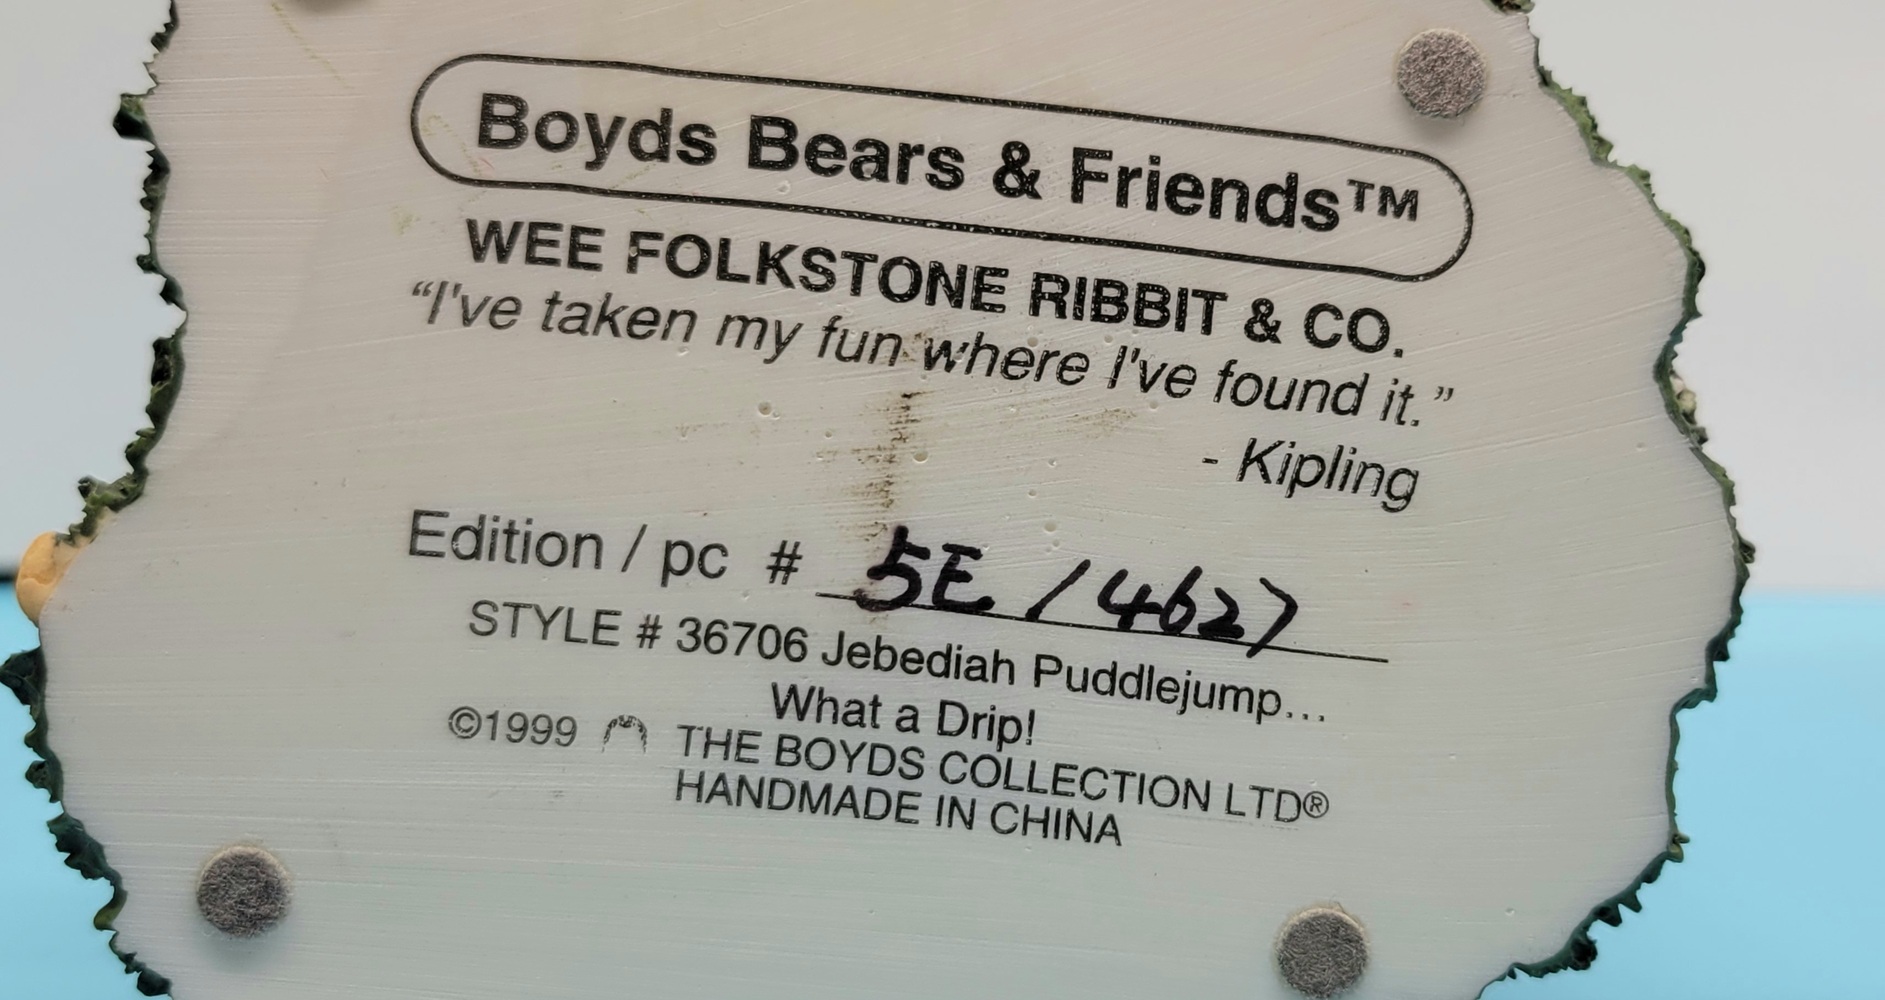 Boyds Bears & Friends™
WEE FOLKSTONE RIBBIT & CO.
“I've taken my fun where I've found it.”
- Kipling
Edition / pc # 5E / 4627
STYLE # 36706 Jebediah Puddlejump...
What a Drip!
©1999 THE BOYDS COLLECTION LTD®
HANDMADE IN CHINA